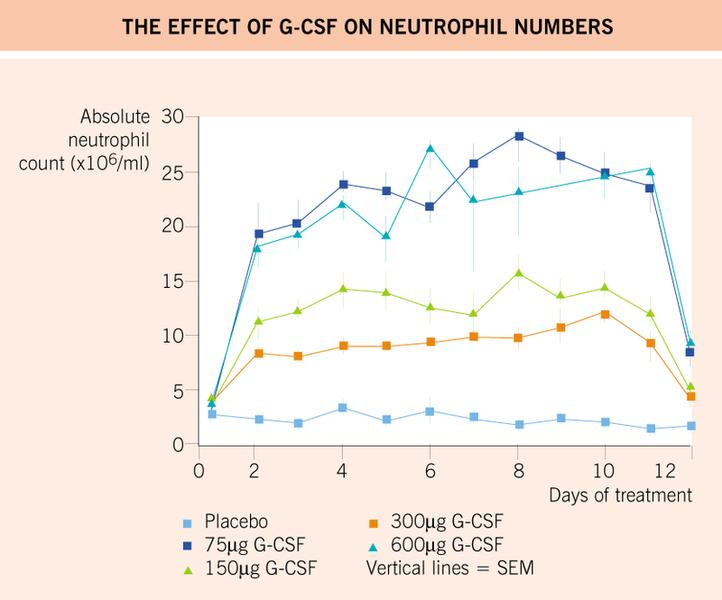 THE EFFECT OF G-CSF ON NEUTROPHIL NUMBERS
Absolute
neutrophil
count (x10⁶/ml)
30
25
20
15
10
5
0
0 2 4 6 8 10 12
Days of treatment
Placebo
75µg G-CSF
150µg G-CSF
300µg G-CSF
600µg G-CSF
Vertical lines = SEM